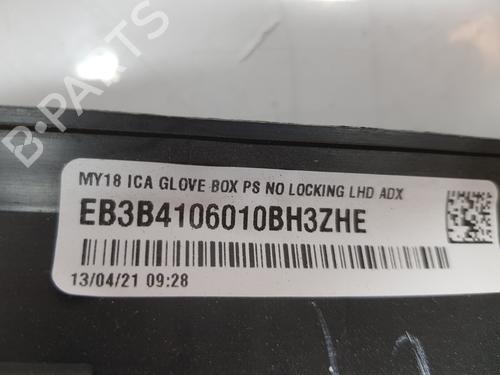 B-PARTS
MY18 ICA GLOVE BOX PS NO LOCKING LHD ADX
EB3B4106010BH3ZHE
13/04/21 09:28